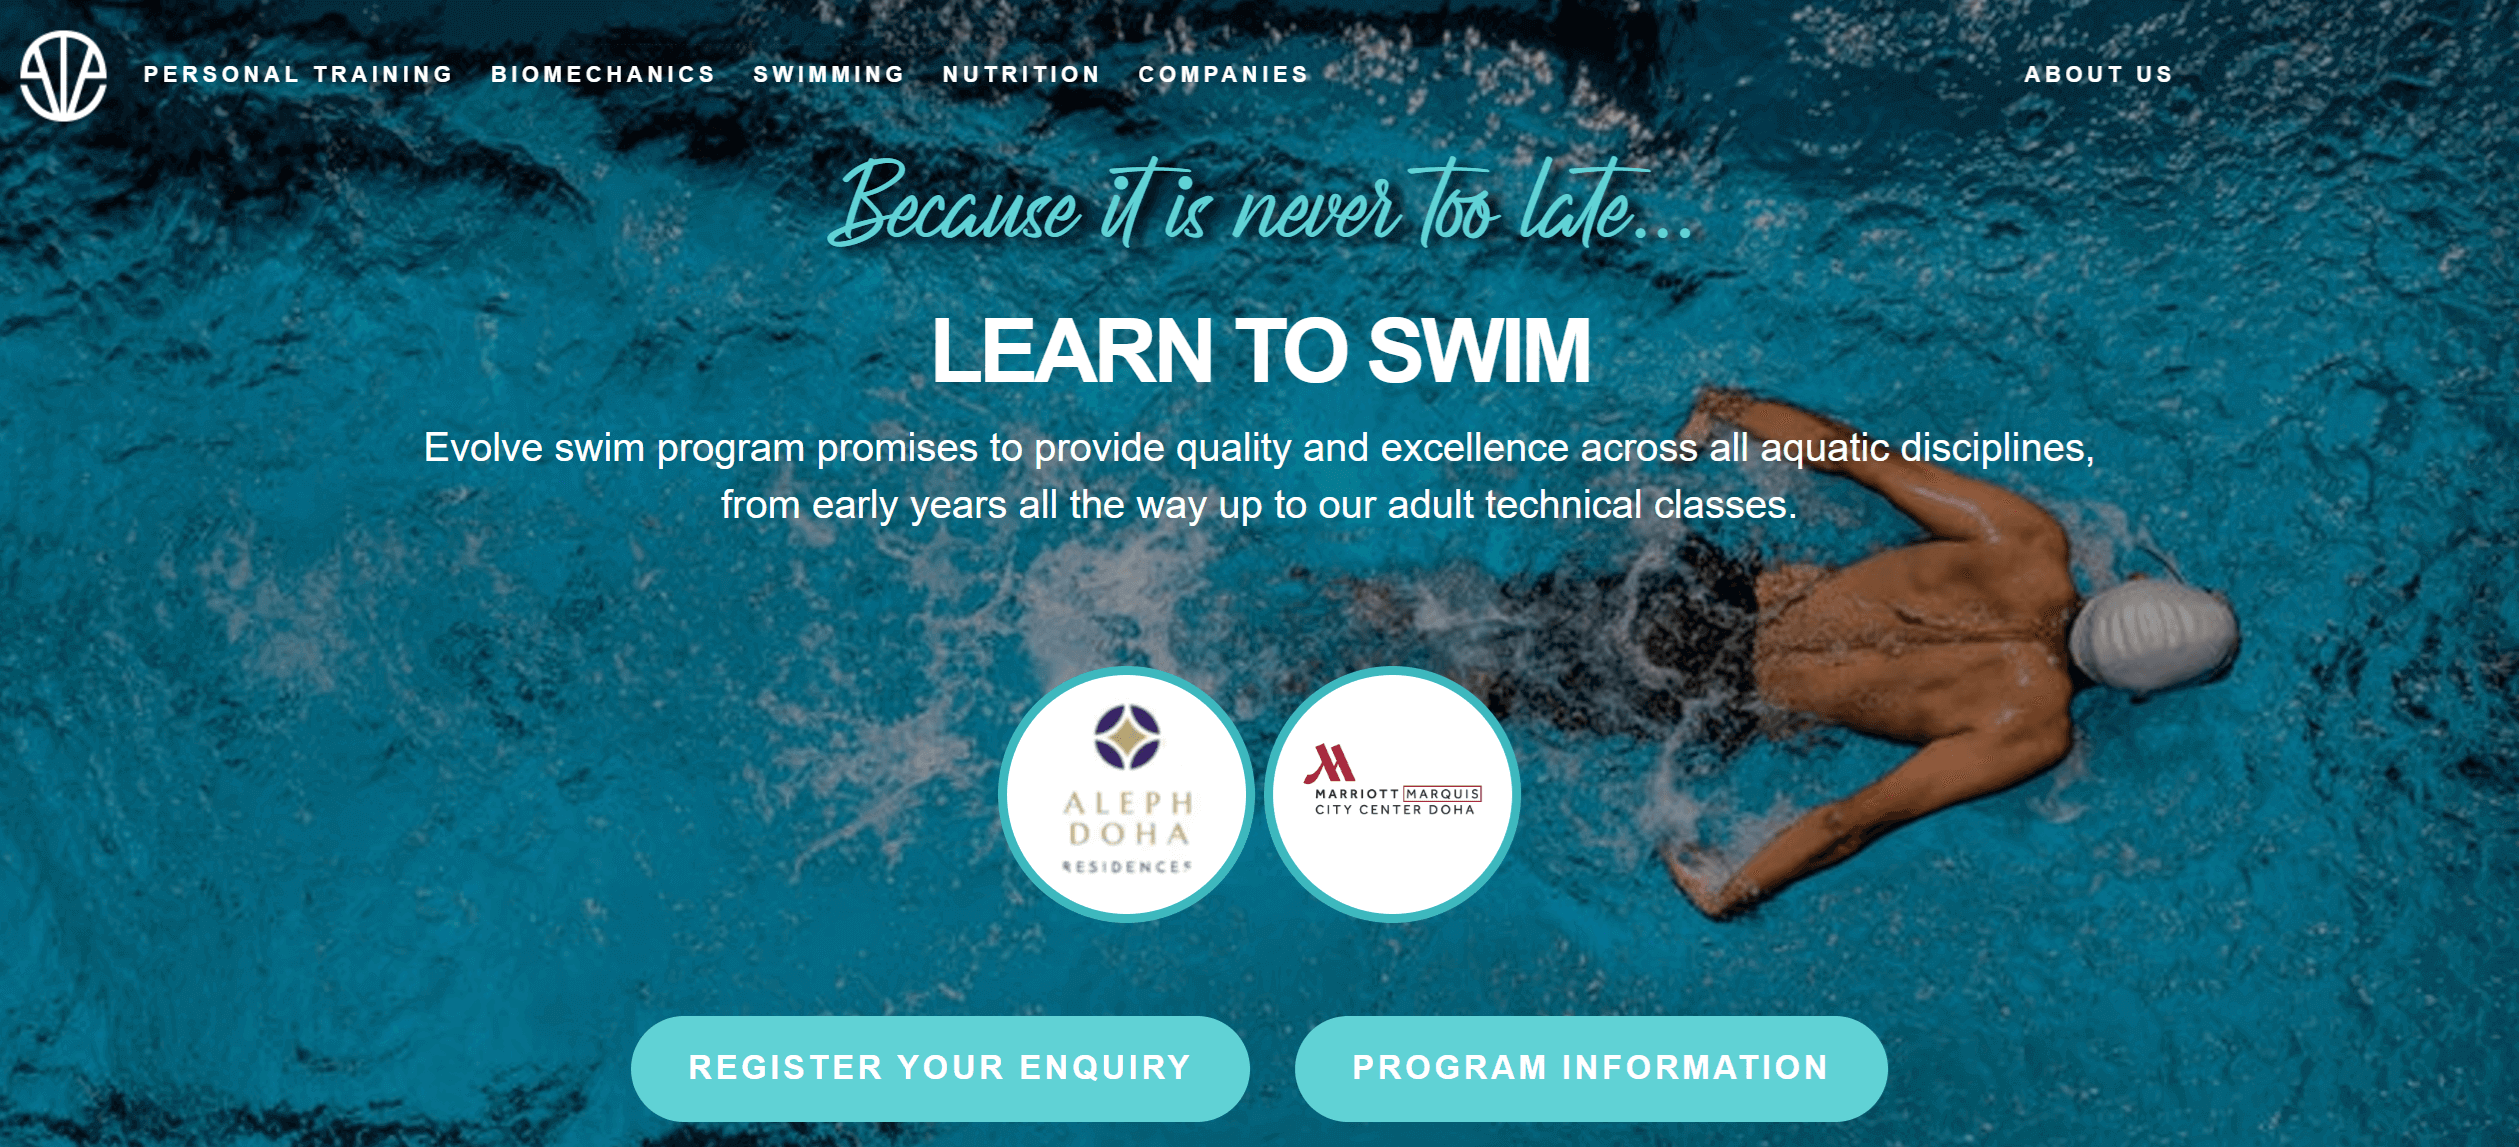 PERSONAL TRAINING BIOMECHANICS SWIMMING NUTRITION COMPANIES ABOUT US
Because it is never too late...
LEARN TO SWIM
Evolve swim program promises to provide quality and excellence across all aquatic disciplines,
from early years all the way up to our adult technical classes.
ALEPH
DOHA
RESIDENCES
MARRIOTT MARQUIS
CITY CENTER DOHA
REGISTER YOUR ENQUIRY
PROGRAM INFORMATION